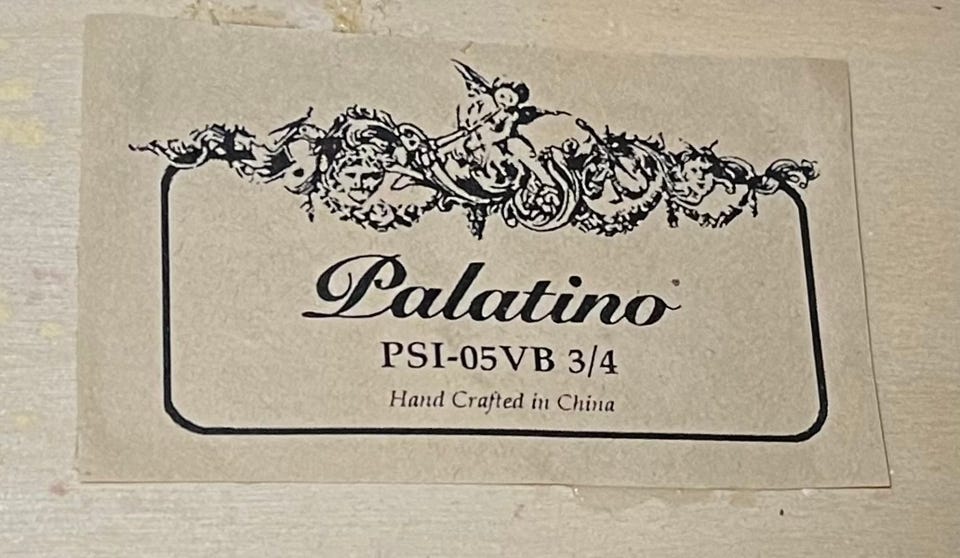 Palatino
PSI-05VB 3/4
Hand Crafted in China